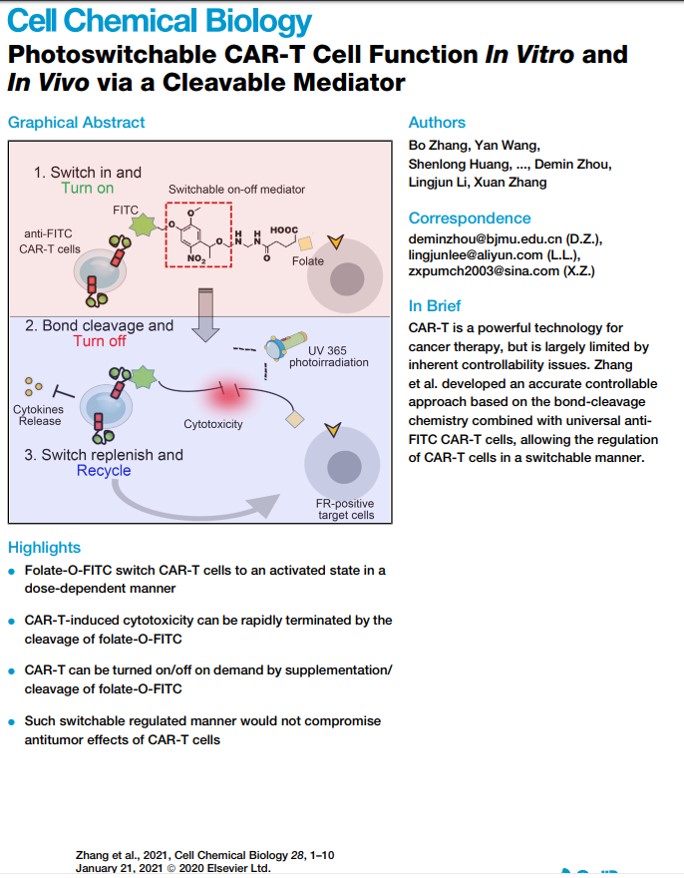 Cell Chemical Biology
Photoswitchable CAR-T Cell Function In Vitro and
In Vivo via a Cleavable Mediator
Graphical Abstract
1. Switch in and
Turn on
Switchable on-off mediator
FITC
anti-FITC
CAR-T cells
O
O
NO2
O
H
N
H
N
O
HOOC
Folate
2. Bond cleavage and
Turn off
UV 365
photoirradiation
Cytokines
Release
Cytotoxicity
3. Switch replenish and
Recycle
FR-positive
target cells
Highlights
• Folate-O-FITC switch CAR-T cells to an activated state in a
dose-dependent manner
• CAR-T-induced cytotoxicity can be rapidly terminated by the
cleavage of folate-O-FITC
• CAR-T can be turned on/off on demand by supplementation/
cleavage of folate-O-FITC
• Such switchable regulated manner would not compromise
antitumor effects of CAR-T cells
Authors
Bo Zhang, Yan Wang,
Shenlong Huang, ..., Demin Zhou,
Lingjun Li, Xuan Zhang
Correspondence
deminzhou@bjmu.edu.cn (D.Z.),
lingjunlee@aliyun.com (L.L.),
zxpumch2003@sina.com (X.Z.)
In Brief
CAR-T is a powerful technology for
cancer therapy, but is largely limited by
inherent controllability issues. Zhang
et al. developed an accurate controllable
approach based on the bond-cleavage
chemistry combined with universal anti-
FITC CAR-T cells, allowing the regulation
of CAR-T cells in a switchable manner.
Zhang et al., 2021, Cell Chemical Biology 28, 1–10
January 21, 2021 © 2020 Elsevier Ltd.